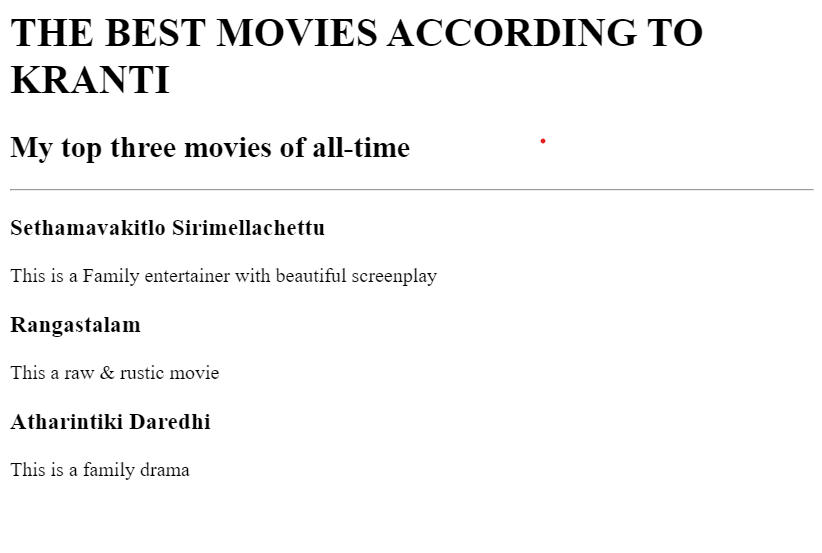 THE BEST MOVIES ACCORDING TO
KRANTI
My top three movies of all-time
Sethamavakitlo Sirimellachettu
This is a Family entertainer with beautiful screenplay
Rangastalam
This a raw & rustic movie
Atharintiki Daredhi
This is a family drama